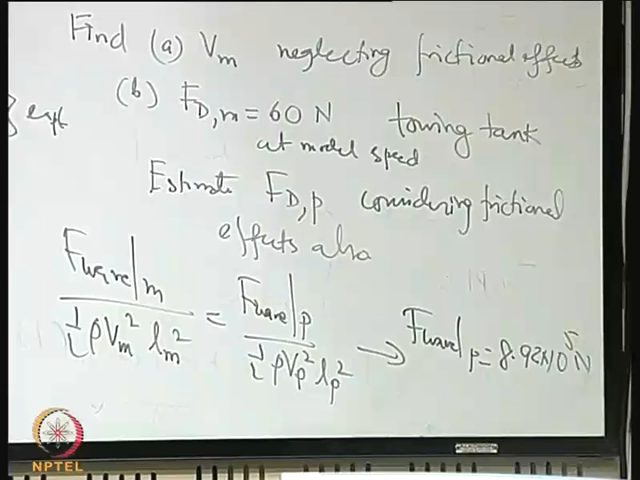 Find (a) Vm neglecting frictional effects
(b) FD,m = 60 N towing tank
} expt
at model speed
Estimate FD,p considering frictional
effects also
Fwave|m / ½ρVm² lm² = Fwave|p / ½ρVp² lp² → Fwave|p = 8.92×10⁵ N
NPTEL